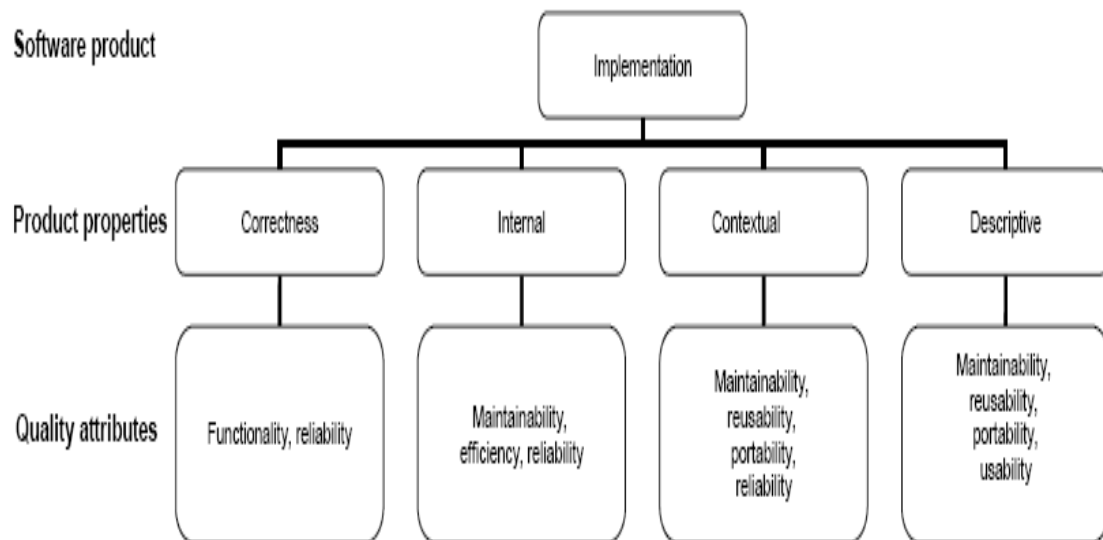 Software product
Implementation
Product properties
Correctness
Internal
Contextual
Descriptive
Quality attributes
Functionality, reliability
Maintainability,
efficiency, reliability
Maintainability,
reusability,
portability,
reliability
Maintainability,
reusability,
portability,
usability